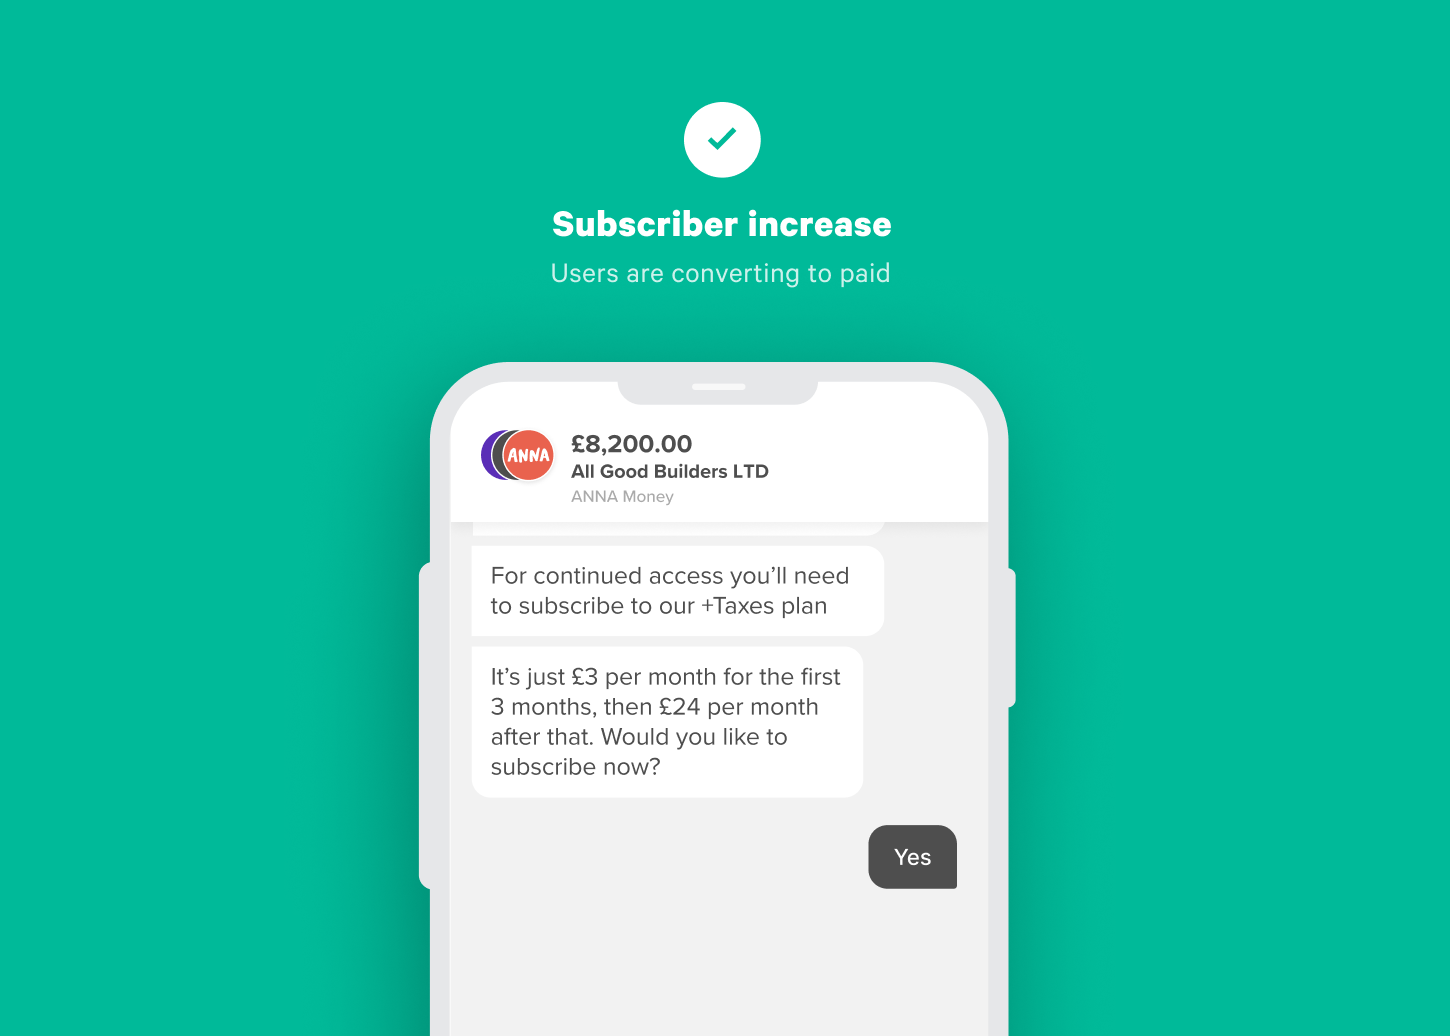 Subscriber increase
Users are converting to paid
ANNA
£8,200.00
All Good Builders LTD
ANNA Money
For continued access you’ll need
to subscribe to our +Taxes plan
It’s just £3 per month for the first
3 months, then £24 per month
after that. Would you like to
subscribe now?
Yes